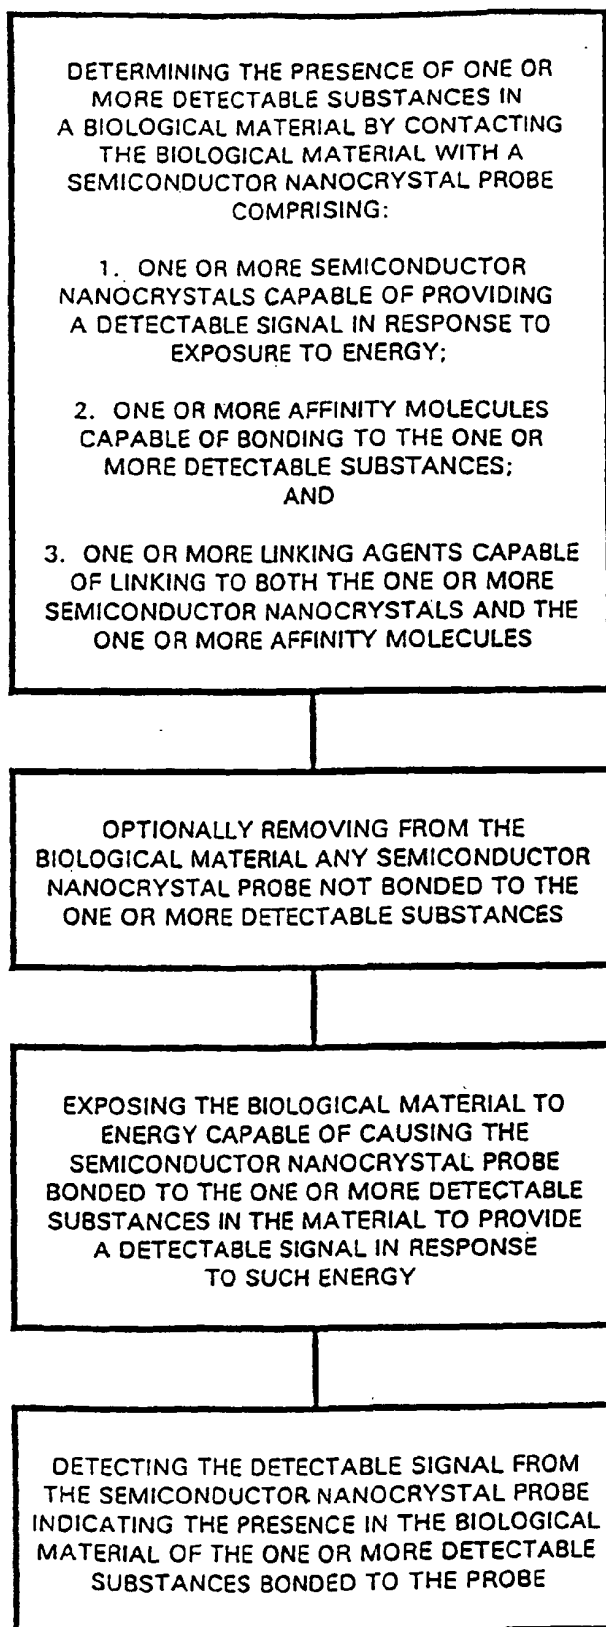 DETERMINING THE PRESENCE OF ONE OR
MORE DETECTABLE SUBSTANCES IN
A BIOLOGICAL MATERIAL BY CONTACTING
THE BIOLOGICAL MATERIAL WITH A
SEMICONDUCTOR NANOCRYSTAL PROBE
COMPRISING:
1. ONE OR MORE SEMICONDUCTOR
NANOCRYSTALS CAPABLE OF PROVIDING
A DETECTABLE SIGNAL IN RESPONSE TO
EXPOSURE TO ENERGY;
2. ONE OR MORE AFFINITY MOLECULES
CAPABLE OF BONDING TO THE ONE OR
MORE DETECTABLE SUBSTANCES;
AND
3. ONE OR MORE LINKING AGENTS CAPABLE
OF LINKING TO BOTH THE ONE OR MORE
SEMICONDUCTOR NANOCRYSTALS AND THE
ONE OR MORE AFFINITY MOLECULES
OPTIONALLY REMOVING FROM THE
BIOLOGICAL MATERIAL ANY SEMICONDUCTOR
NANOCRYSTAL PROBE NOT BONDED TO THE
ONE OR MORE DETECTABLE SUBSTANCES
EXPOSING THE BIOLOGICAL MATERIAL TO
ENERGY CAPABLE OF CAUSING THE
SEMICONDUCTOR NANOCRYSTAL PROBE
BONDED TO THE ONE OR MORE DETECTABLE
SUBSTANCES IN THE MATERIAL TO PROVIDE
A DETECTABLE SIGNAL IN RESPONSE
TO SUCH ENERGY
DETECTING THE DETECTABLE SIGNAL FROM
THE SEMICONDUCTOR NANOCRYSTAL PROBE
INDICATING THE PRESENCE IN THE BIOLOGICAL
MATERIAL OF THE ONE OR MORE DETECTABLE
SUBSTANCES BONDED TO THE PROBE